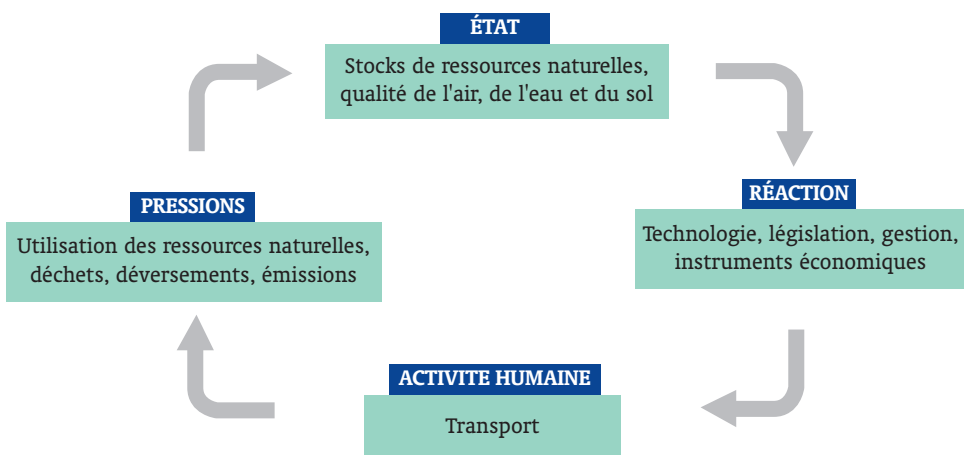 ÉTAT
Stocks de ressources naturelles,
qualité de l'air, de l'eau et du sol
PRESSIONS
Utilisation des ressources naturelles,
déchets, déversements, émissions
RÉACTION
Technologie, législation, gestion,
instruments économiques
ACTIVITE HUMAINE
Transport